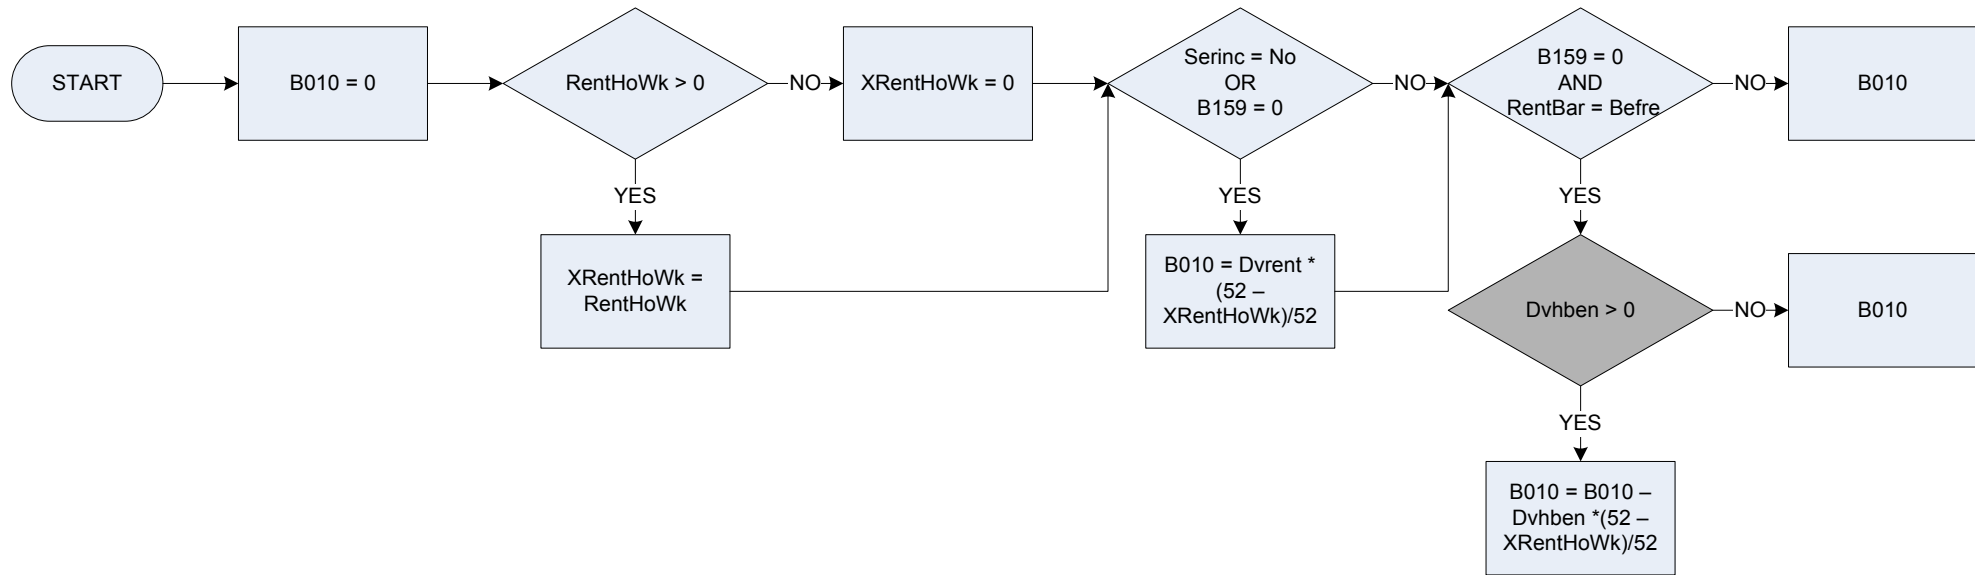 START
B010 = 0
RentHoWk > 0
NO
XRentHoWk = 0
Serinc = No
OR
B159 = 0
NO
B159 = 0
AND
RentBar = Befre
NO
B010
YES
XRentHoWk =
RentHoWk
YES
B010 = Dvrent *
(52 –
XRentHoWk)/52
YES
Dvhben > 0
NO
B010
YES
B010 = B010 –
Dvhben *(52 –
XRentHoWk)/52